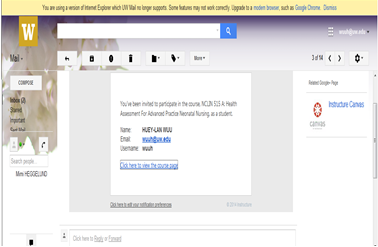 You are using a version of Internet Explorer which UW Mail no longer supports. Some features may not work correctly. Upgrade to a modern browser, such as Google Chrome. Dismiss
W
wuuh@uw.edu
Mail
More
3 of 14
COMPOSE
Inbox (2)
Starred
Important
Sent Mail
Search people...
Mimi HEGGELUND
You've been invited to participate in the course, NCLIN 515 A: Health
Assessment For Advanced Practice Neonatal Nursing, as a student.
Name: HUEY-LAN WUU
Email: wuuh@uw.edu
Username: wuuh
Click here to view the course page
Click here to edit your notification preferences
Click here to Reply or Forward
Related Google+ Page
Instructure Canvas
canvas